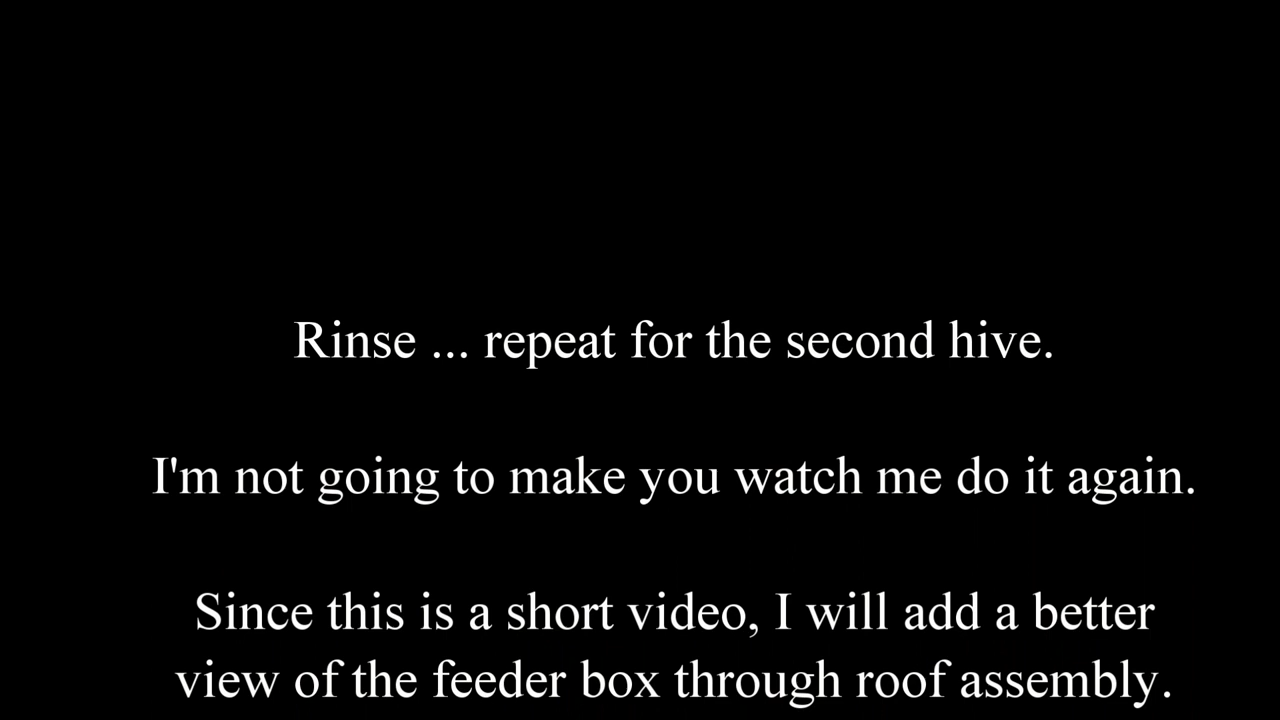 Rinse ... repeat for the second hive.
I'm not going to make you watch me do it again.
Since this is a short video, I will add a better
view of the feeder box through roof assembly.